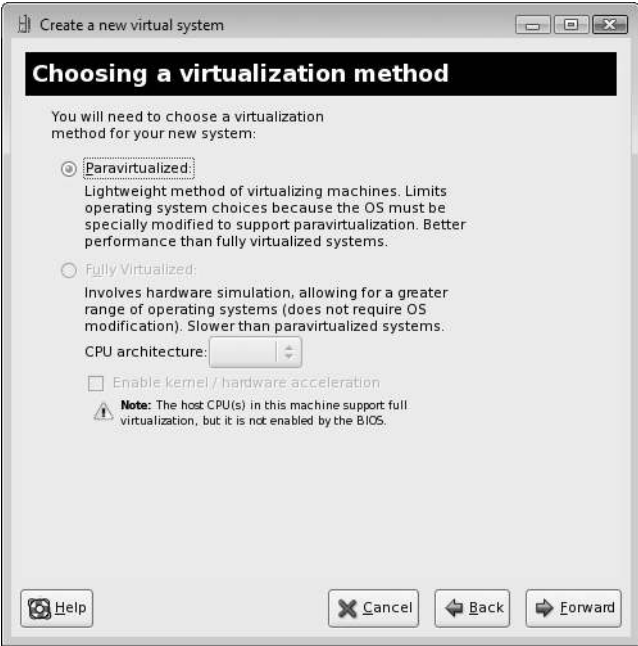 Create a new virtual system
Choosing a virtualization method
You will need to choose a virtualization
method for your new system:
Paravirtualized:
Lightweight method of virtualizing machines. Limits
operating system choices because the OS must be
specially modified to support paravirtualization. Better
performance than fully virtualized systems.
Fully Virtualized:
Involves hardware simulation, allowing for a greater
range of operating systems (does not require OS
modification). Slower than paravirtualized systems.
CPU architecture:
Enable kernel / hardware acceleration
Note: The host CPU(s) in this machine support full
virtualization, but it is not enabled by the BIOS.
Help
Cancel
Back
Forward